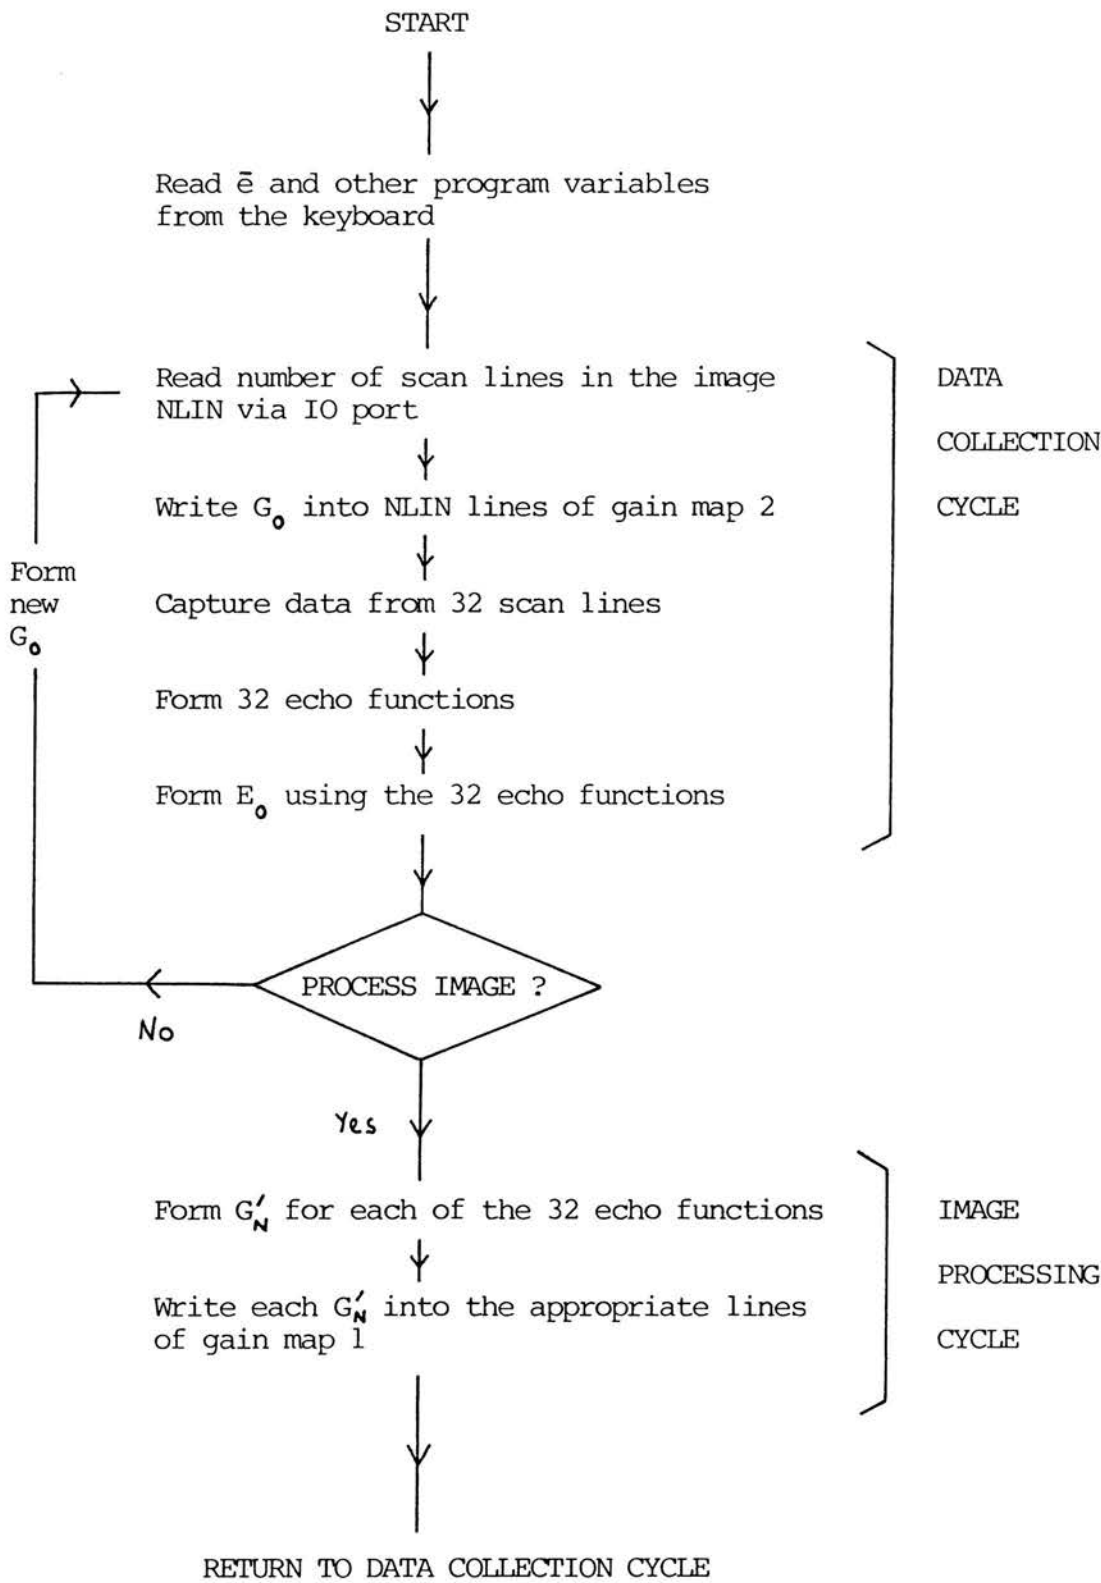 START
Read ē and other program variables
from the keyboard
Read number of scan lines in the image
NLIN via IO port
DATA
COLLECTION
CYCLE
Write G₀ into NLIN lines of gain map 2
Form
new
G₀
Capture data from 32 scan lines
Form 32 echo functions
Form E₀ using the 32 echo functions
PROCESS IMAGE ?
No
Yes
Form G′N for each of the 32 echo functions
Write each G′N into the appropriate lines
of gain map 1
IMAGE
PROCESSING
CYCLE
RETURN TO DATA COLLECTION CYCLE